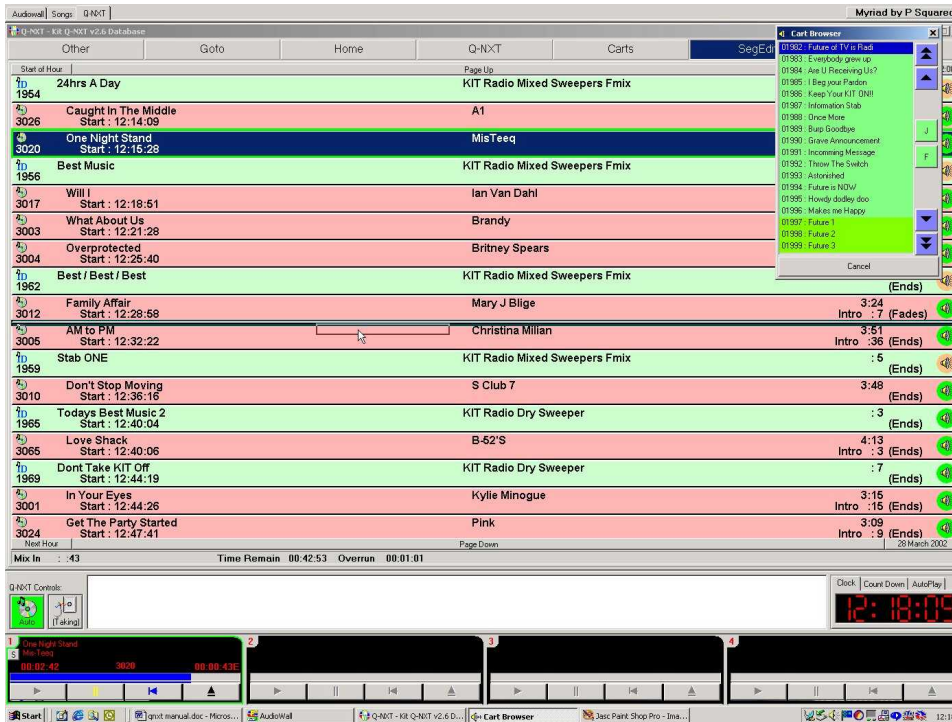 Audiowall Songs Q-NXT Myriad by P Squared
Q-NXT - Kit Q-NXT v2.6 Database
Other Goto Home Q-NXT Carts SegEdi
Start of Hour Page Up
ID 1954 24hrs A Day KIT Radio Mixed Sweepers Fmix
3026 Caught In The Middle A1
Start : 12:14:09
3020 One Night Stand MisTeeq
Start : 12:15:28
ID 1956 Best Music KIT Radio Mixed Sweepers Fmix
3017 Will I Ian Van Dahl
Start : 12:18:51
3003 What About Us Brandy
Start : 12:21:28
3004 Overprotected Britney Spears
Start : 12:25:40
ID 1962 Best / Best / Best KIT Radio Mixed Sweepers Fmix
(Ends)
3012 Family Affair Mary J Blige 3:24
Start : 12:28:58 Intro : 7 (Fades)
3005 AM to PM Christina Milian 3:51
Start : 12:32:22 Intro :36 (Ends)
ID 1959 Stab ONE KIT Radio Mixed Sweepers Fmix : 5
(Ends)
3010 Don't Stop Moving S Club 7 3:48
Start : 12:36:16 (Ends)
ID 1965 Todays Best Music 2 KIT Radio Dry Sweeper : 3
Start : 12:40:04 (Ends)
3065 Love Shack B-52'S 4:13
Start : 12:40:06 Intro : 3 (Ends)
ID 1969 Dont Take KIT Off KIT Radio Dry Sweeper : 7
Start : 12:44:19 (Ends)
3001 In Your Eyes Kylie Minogue 3:15
Start : 12:44:26 Intro :15 (Ends)
3024 Get The Party Started Pink 3:09
Start : 12:47:41 Intro : 9 (Ends)
Next Hour Page Down 28 March 2002
Mix In : :43 Time Remain 00:42:53 Overrun 00:01:01
Cart Browser
01982 : Future of TV is Radi
01983 : Everybody grew up
01984 : Are U Receiving Us?
01985 : I Beg your Pardon
01986 : Keep Your KIT ON!!
01987 : Information Stab
01988 : Once More
01989 : Burp Goodbye
01990 : Grave Announcement
01991 : Incomming Message
01992 : Throw The Switch
01993 : Astonished
01994 : Future is NOW
01995 : Howdy dodley doo
01996 : Makes me Happy
01997 : Future 1
01998 : Future 2
01999 : Future 3
J
F
Cancel
Q-NXT Controls:
Auto (Taking)
Clock Count Down AutoPlay
12:18:05
1 One Night Stand 2 3 4
S Mis-Teeq
00:02:42 3020 00:00:43E
Start qnxt manual.doc - Micros... AudioWall Q-NXT - Kit Q-NXT v2.6 D... Cart Browser Jasc Paint Shop Pro - Ima...